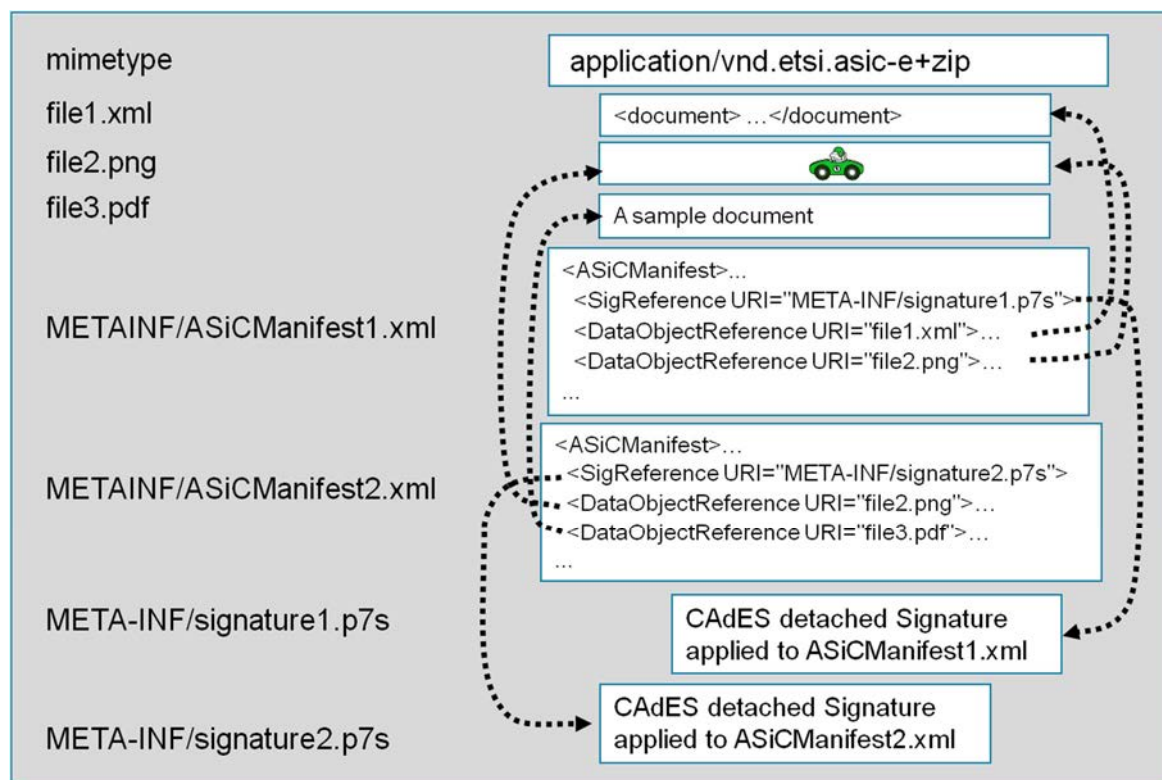 mimetype
application/vnd.etsi.asic-e+zip
file1.xml
<document> ...</document>
file2.png
file3.pdf
A sample document
METAINF/ASiCManifest1.xml
<ASiCManifest>...
<SigReference URI="META-INF/signature1.p7s">
<DataObjectReference URI="file1.xml">...
<DataObjectReference URI="file2.png">...
...
METAINF/ASiCManifest2.xml
<ASiCManifest>...
<SigReference URI="META-INF/signature2.p7s">
<DataObjectReference URI="file2.png">...
<DataObjectReference URI="file3.pdf">...
...
META-INF/signature1.p7s
CAdES detached Signature
applied to ASiCManifest1.xml
META-INF/signature2.p7s
CAdES detached Signature
applied to ASiCManifest2.xml